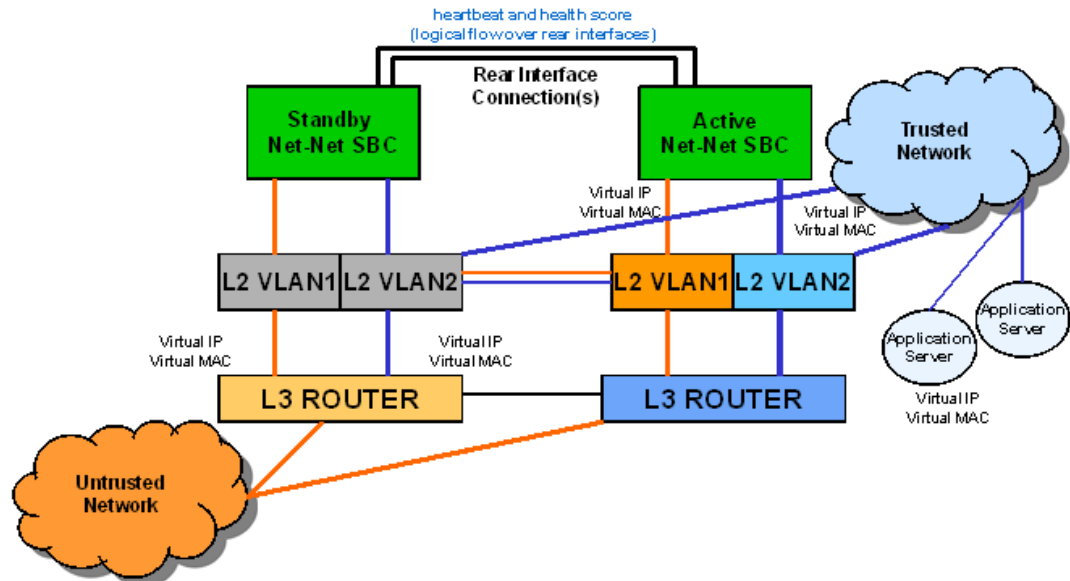 heartbeat and health score
(logical flow over rear interfaces)
Rear Interface
Connection(s)
Standby
Net-Net SBC
Active
Net-Net SBC
Trusted
Network
Virtual IP
Virtual MAC
Virtual IP
Virtual MAC
L2 VLAN1
L2 VLAN2
L2 VLAN1
L2 VLAN2
Application
Server
Application
Server
Virtual IP
Virtual MAC
Virtual IP
Virtual MAC
Virtual IP
Virtual MAC
L3 ROUTER
L3 ROUTER
Untrusted
Network